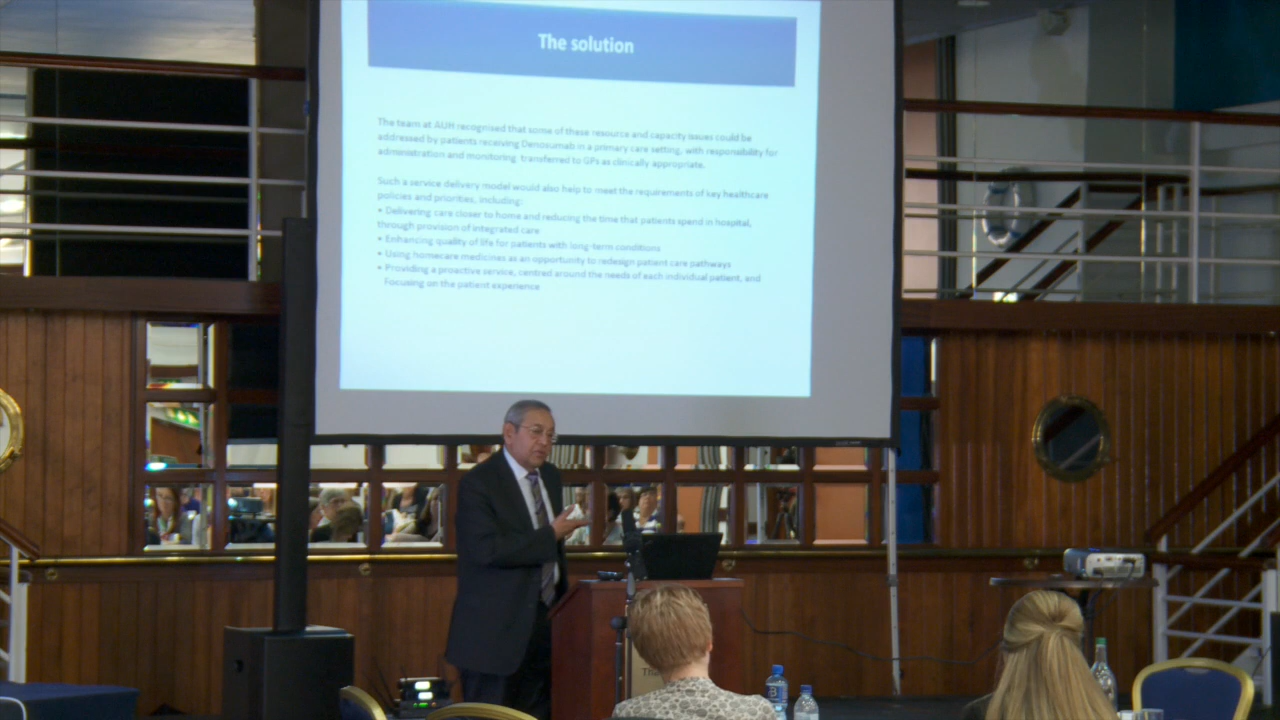 The solution
The team at AUH recognised that some of these resource and capacity issues could be
addressed by patients receiving Denosumab in a primary care setting, with responsibility for
administration and monitoring transferred to GPs as clinically appropriate.
Such a service delivery model would also help to meet the requirements of key healthcare
policies and priorities, including:
• Delivering care closer to home and reducing the time that patients spend in hospital,
through provision of integrated care
• Enhancing quality of life for patients with long-term conditions
• Using homecare medicines as an opportunity to redesign patient care pathways
• Providing a proactive service, centred around the needs of each individual patient, and
Focusing on the patient experience